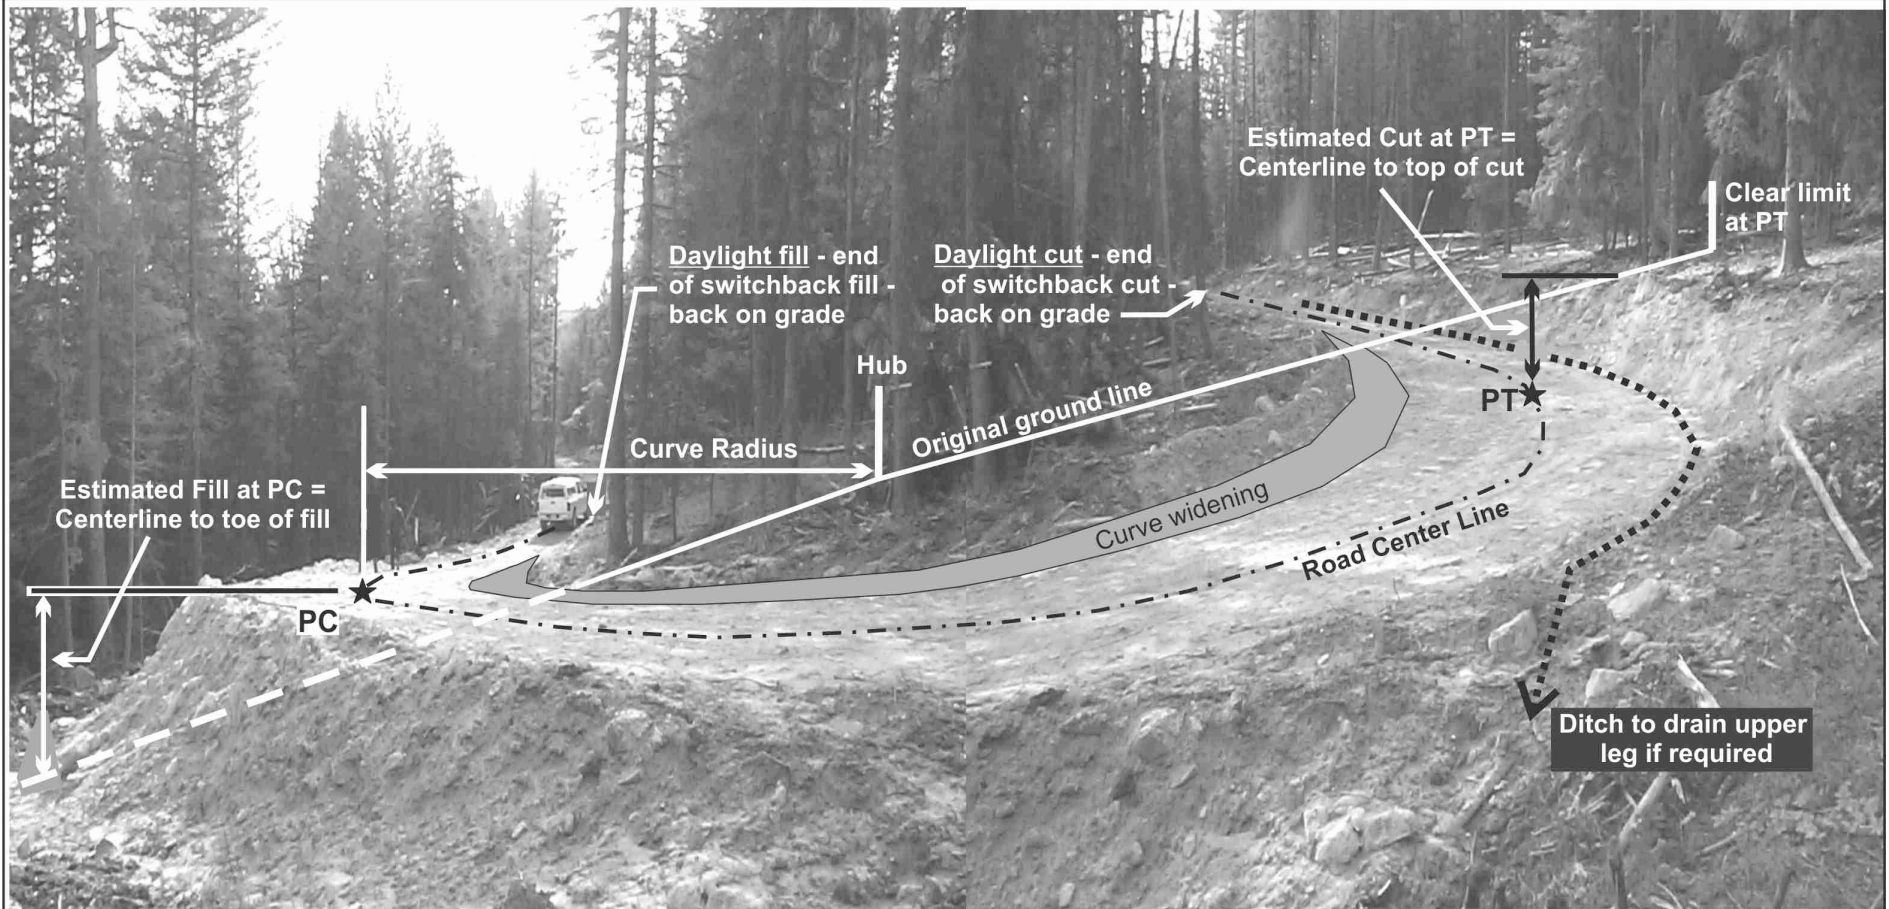 Estimated Cut at PT =
Centerline to top of cut
Clear limit
at PT
Daylight fill - end
of switchback fill -
back on grade
Daylight cut - end
of switchback cut -
back on grade
Hub
Original ground line
Curve Radius
PT
Estimated Fill at PC =
Centerline to toe of fill
Curve widening
Road Center Line
PC
Ditch to drain upper
leg if required